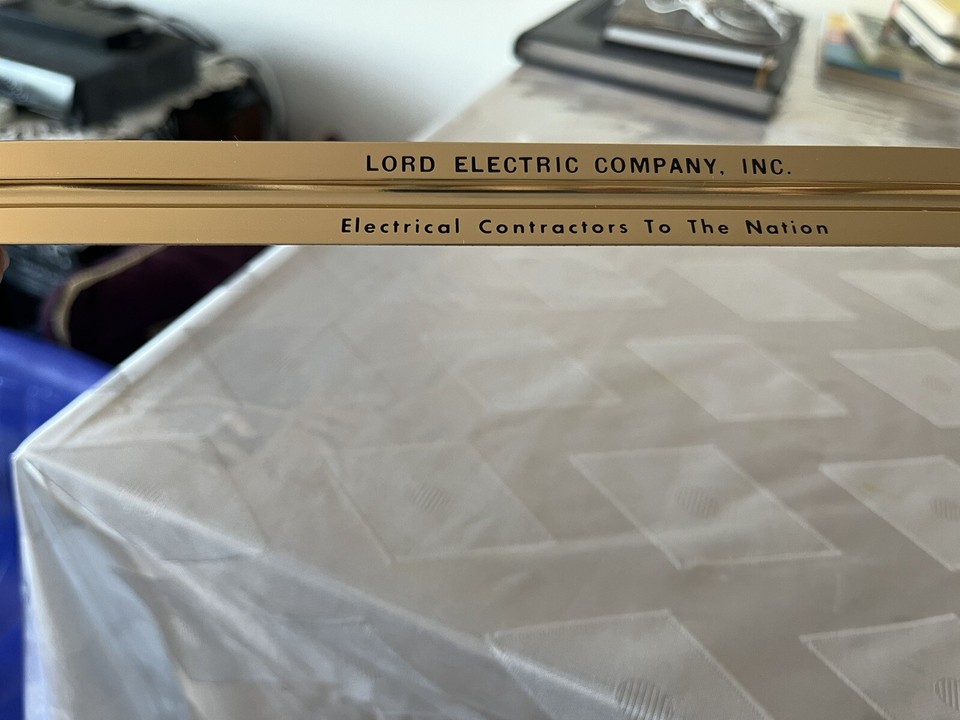 LORD ELECTRIC COMPANY, INC.
Electrical Contractors To The Nation